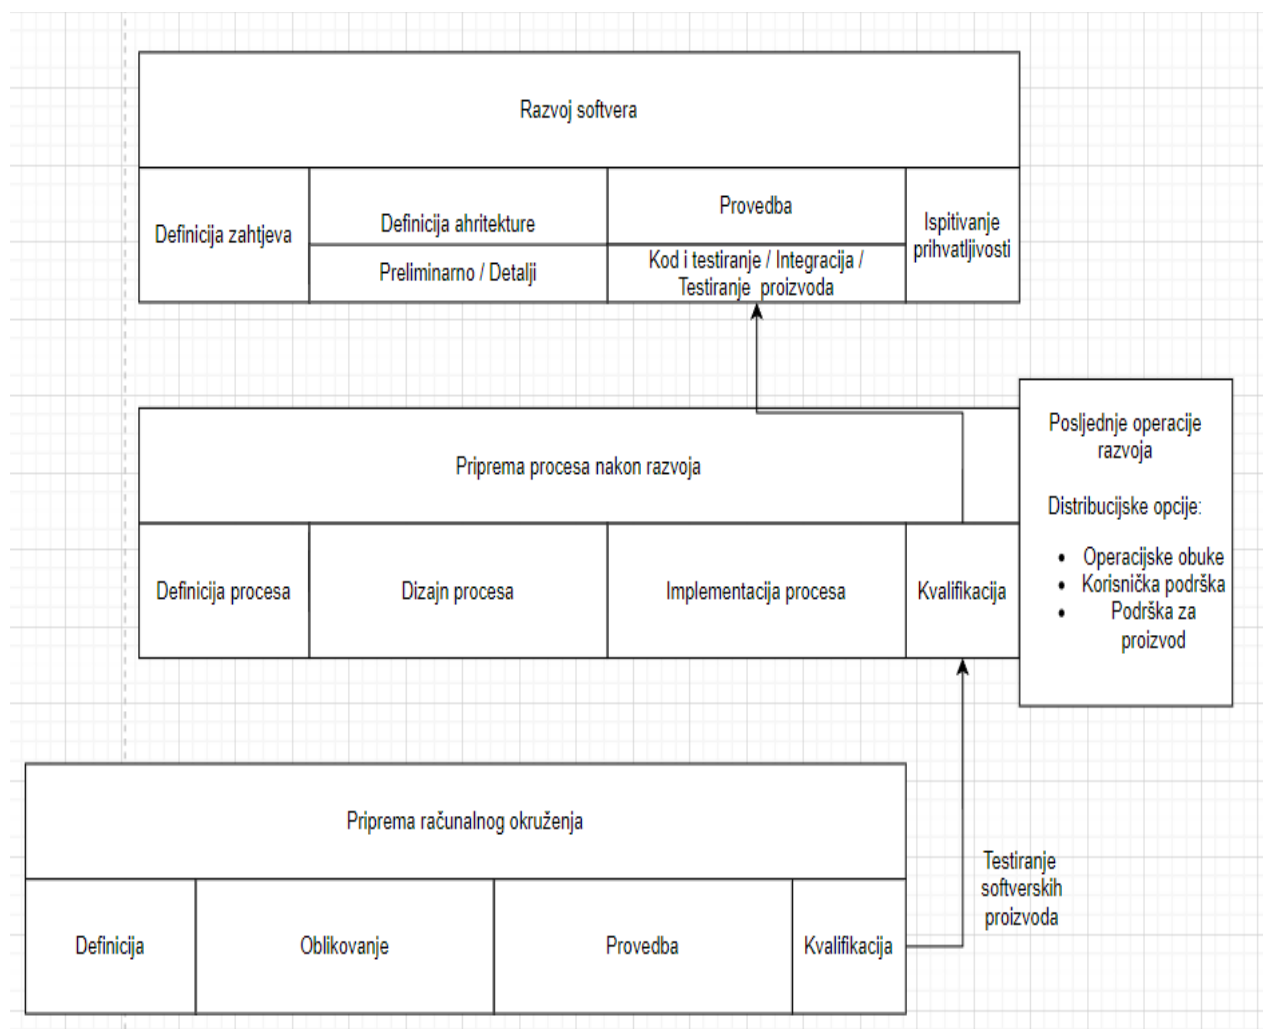 Razvoj softvera
Definicija zahtjeva
Definicija ahritekture
Preliminarno / Detalji
Provedba
Kod i testiranje / Integracija /
Testiranje proizvoda
Ispitivanje
prihvatljivosti
Priprema procesa nakon razvoja
Definicija procesa
Dizajn procesa
Implementacija procesa
Kvalifikacija
Posljednje operacije
razvoja
Distribucijske opcije:
• Operacijske obuke
• Korisnička podrška
• Podrška za
proizvod
Priprema računalnog okruženja
Definicija
Oblikovanje
Provedba
Kvalifikacija
Testiranje
softverskih
proizvoda